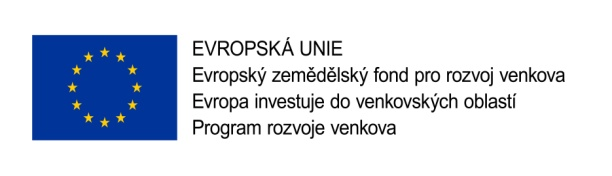 EVROPSKÁ UNIE
Evropský zemědělský fond pro rozvoj venkova
Evropa investuje do venkovských oblastí
Program rozvoje venkova